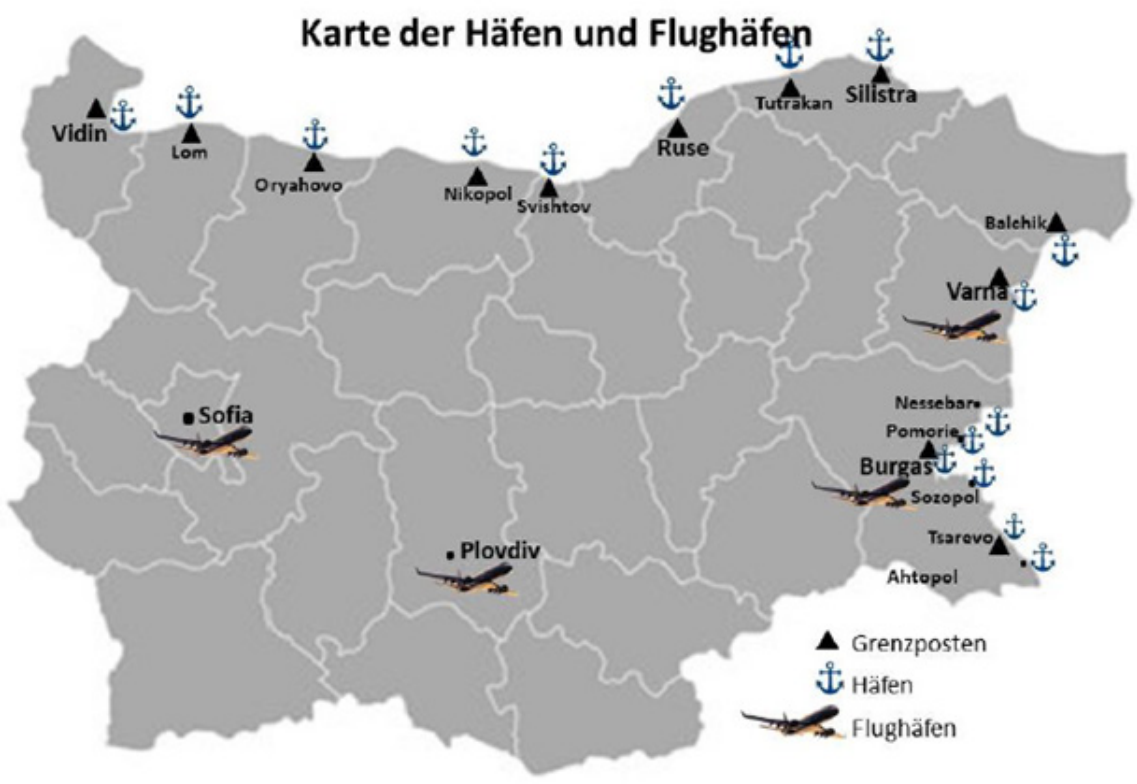 Karte der Häfen und Flughäfen
Vidin
Lom
Oryahovo
Nikopol
Svishtov
Ruse
Tutrakan
Silistra
Balchik
Varna
Sofia
Nessebar
Pomorie
Burgas
Sozopol
Plovdiv
Tsarevo
Ahtopol
Grenzposten
Häfen
Flughäfen